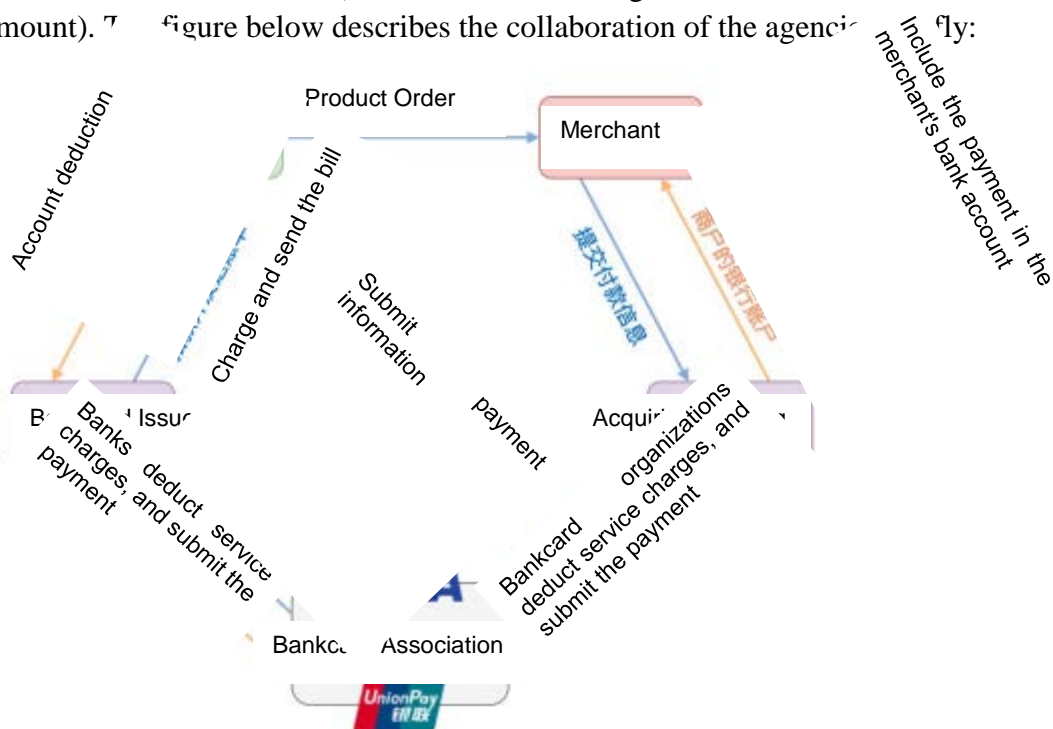 mount). figure below describes the collaboration of the
Product Order
Merchant
Account deduction
Charge and send the bill
Include the payment in the
merchant's bank account
提交付款信息
商户的银行账户
Submit
information
payment
Banks deduct service
charges, and submit the
payment
Bankcard organizations
deduct service charges, and
submit the payment
Association
UnionPay
银联